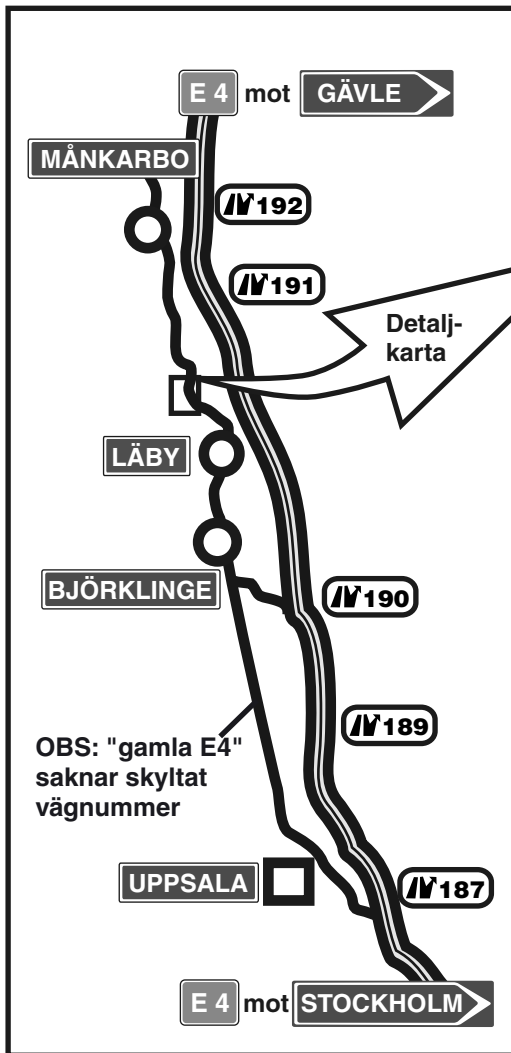 E 4 mot GÄVLE
MÅNKARBO
192
191
Detalj-
karta
LÄBY
BJÖRKLINGE
190
189
OBS: "gamla E4"
saknar skyltat
vägnummer
UPPSALA
187
E 4 mot STOCKHOLM